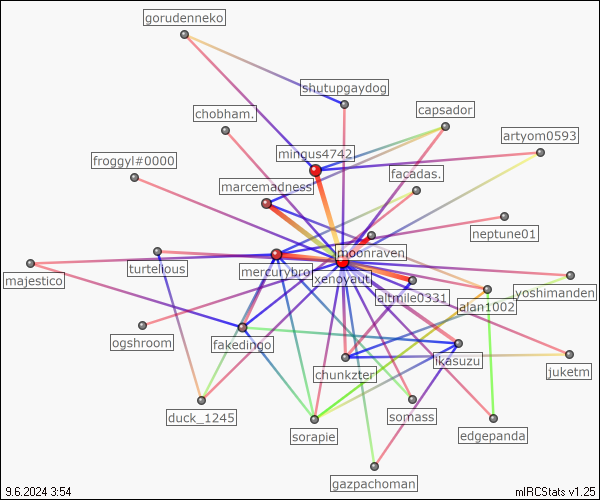 gorudenneko
shutupgaydog
chobham.
capsador
artyom0593
mingus4742
froggyl#0000
facadas.
marcemadness
neptune01
moonraven
turtelious
mercurybro
majestico
xenoyaut
yoshimanden
altmile0331
alan1002
ogshroom
fakedingo
ikasuzu
chunkzter
juketm
duck_1245
somass
sorapie
edgepanda
gazpachoman
9.6.2024 3:54
mIRCStats v1.25